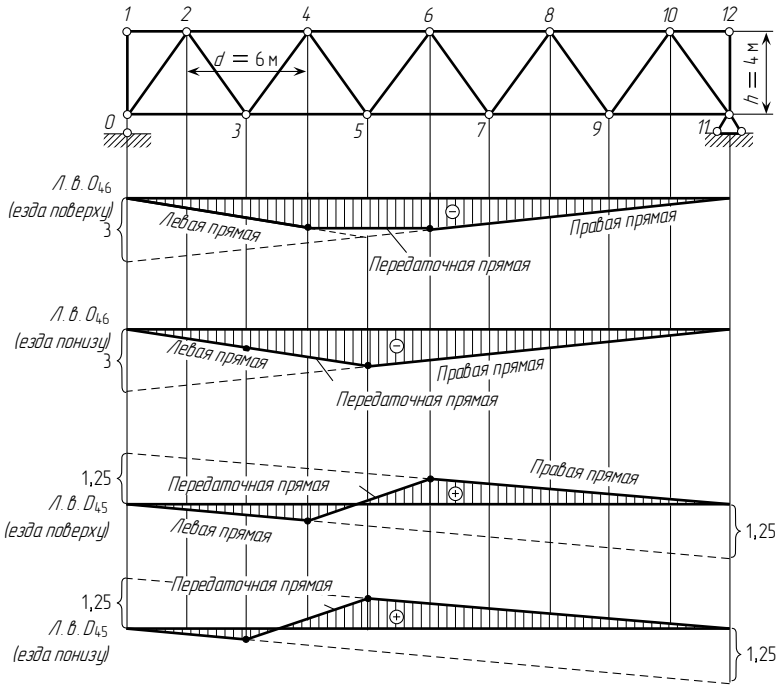 1 2 4 6 8 10 12
d = 6 м
h = 4 м
0 3 5 7 9 11
Л. в. О46
(езда поверху)
3
Левая прямая
−
Правая прямая
Передаточная прямая
Л. в. О46
(езда понизу)
3
Левая прямая
−
Правая прямая
Передаточная прямая
1,25
Передаточная прямая
+
Правая прямая
Л. в. D45
(езда поверху)
Левая прямая
1,25
1,25
Передаточная прямая
+
Л. в. D45
(езда понизу)
1,25